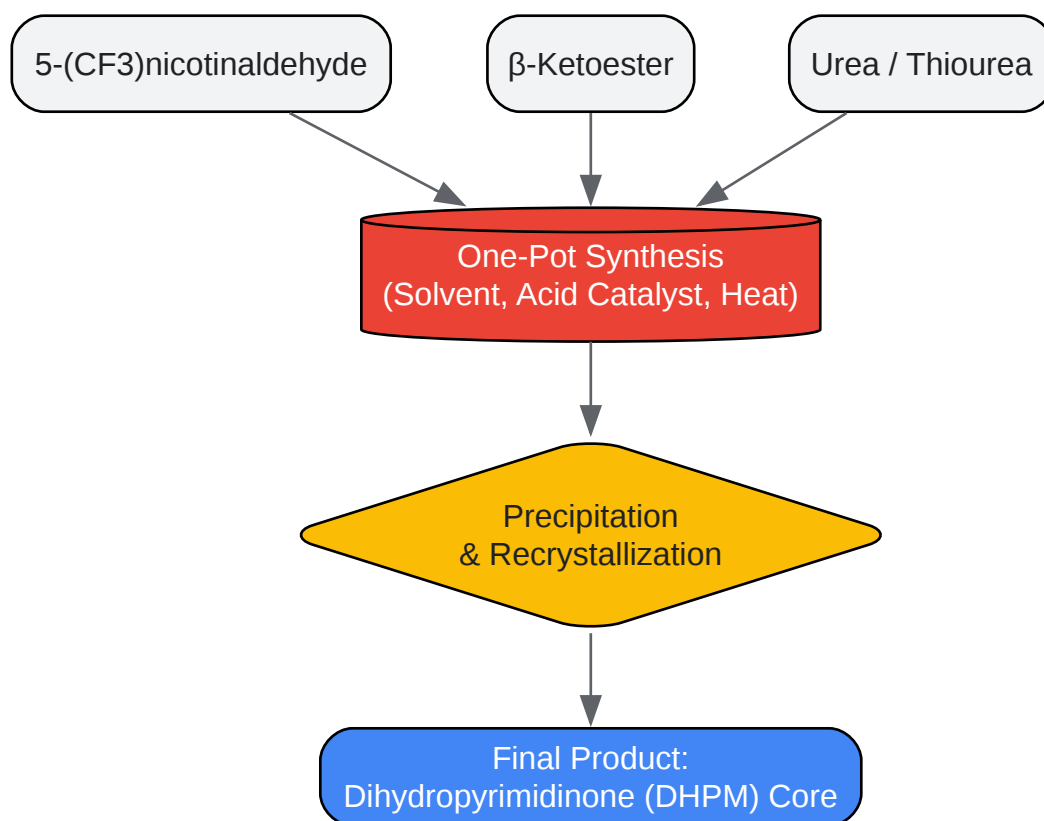 5-(CF3)nicotinaldehyde
β-Ketoester
Urea / Thiourea
One-Pot Synthesis
(Solvent, Acid Catalyst, Heat)
Precipitation
& Recrystallization
Final Product:
Dihydropyrimidinone (DHPM) Core